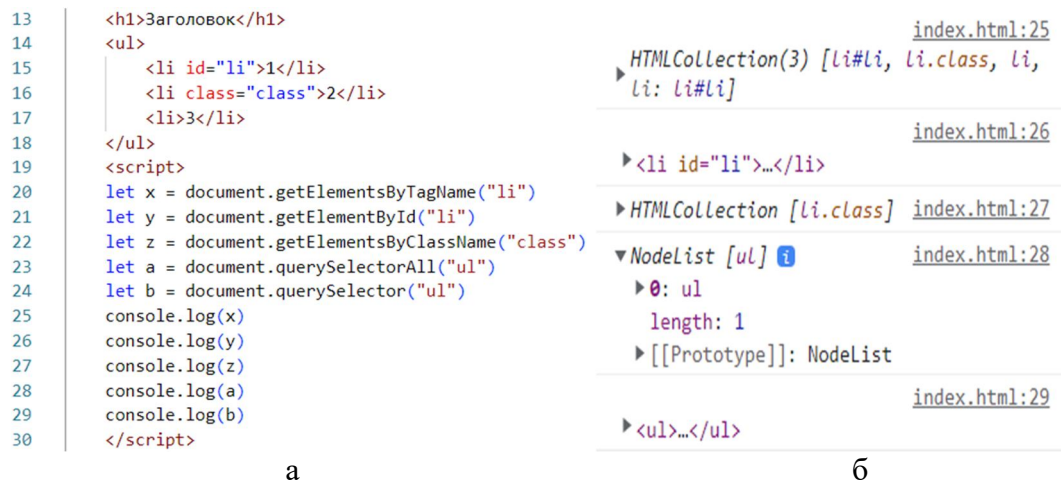 13 <h1>Заголовок</h1>
14 <ul>
15 <li id="li">1</li>
16 <li class="class">2</li>
17 <li>3</li>
18 </ul>
19 <script>
20 let x = document.getElementsByTagName("li")
21 let y = document.getElementById("li")
22 let z = document.getElementsByClassName("class")
23 let a = document.querySelectorAll("ul")
24 let b = document.querySelector("ul")
25 console.log(x)
26 console.log(y)
27 console.log(z)
28 console.log(a)
29 console.log(b)
30 </script>
а
index.html:25
HTMLCollection(3) [li#li, li.class, li,
li: li#li]
index.html:26
<li id="li">…</li>
HTMLCollection [li.class] index.html:27
NodeList [ul] i index.html:28
0: ul
length: 1
[[Prototype]]: NodeList
index.html:29
<ul>…</ul>
б